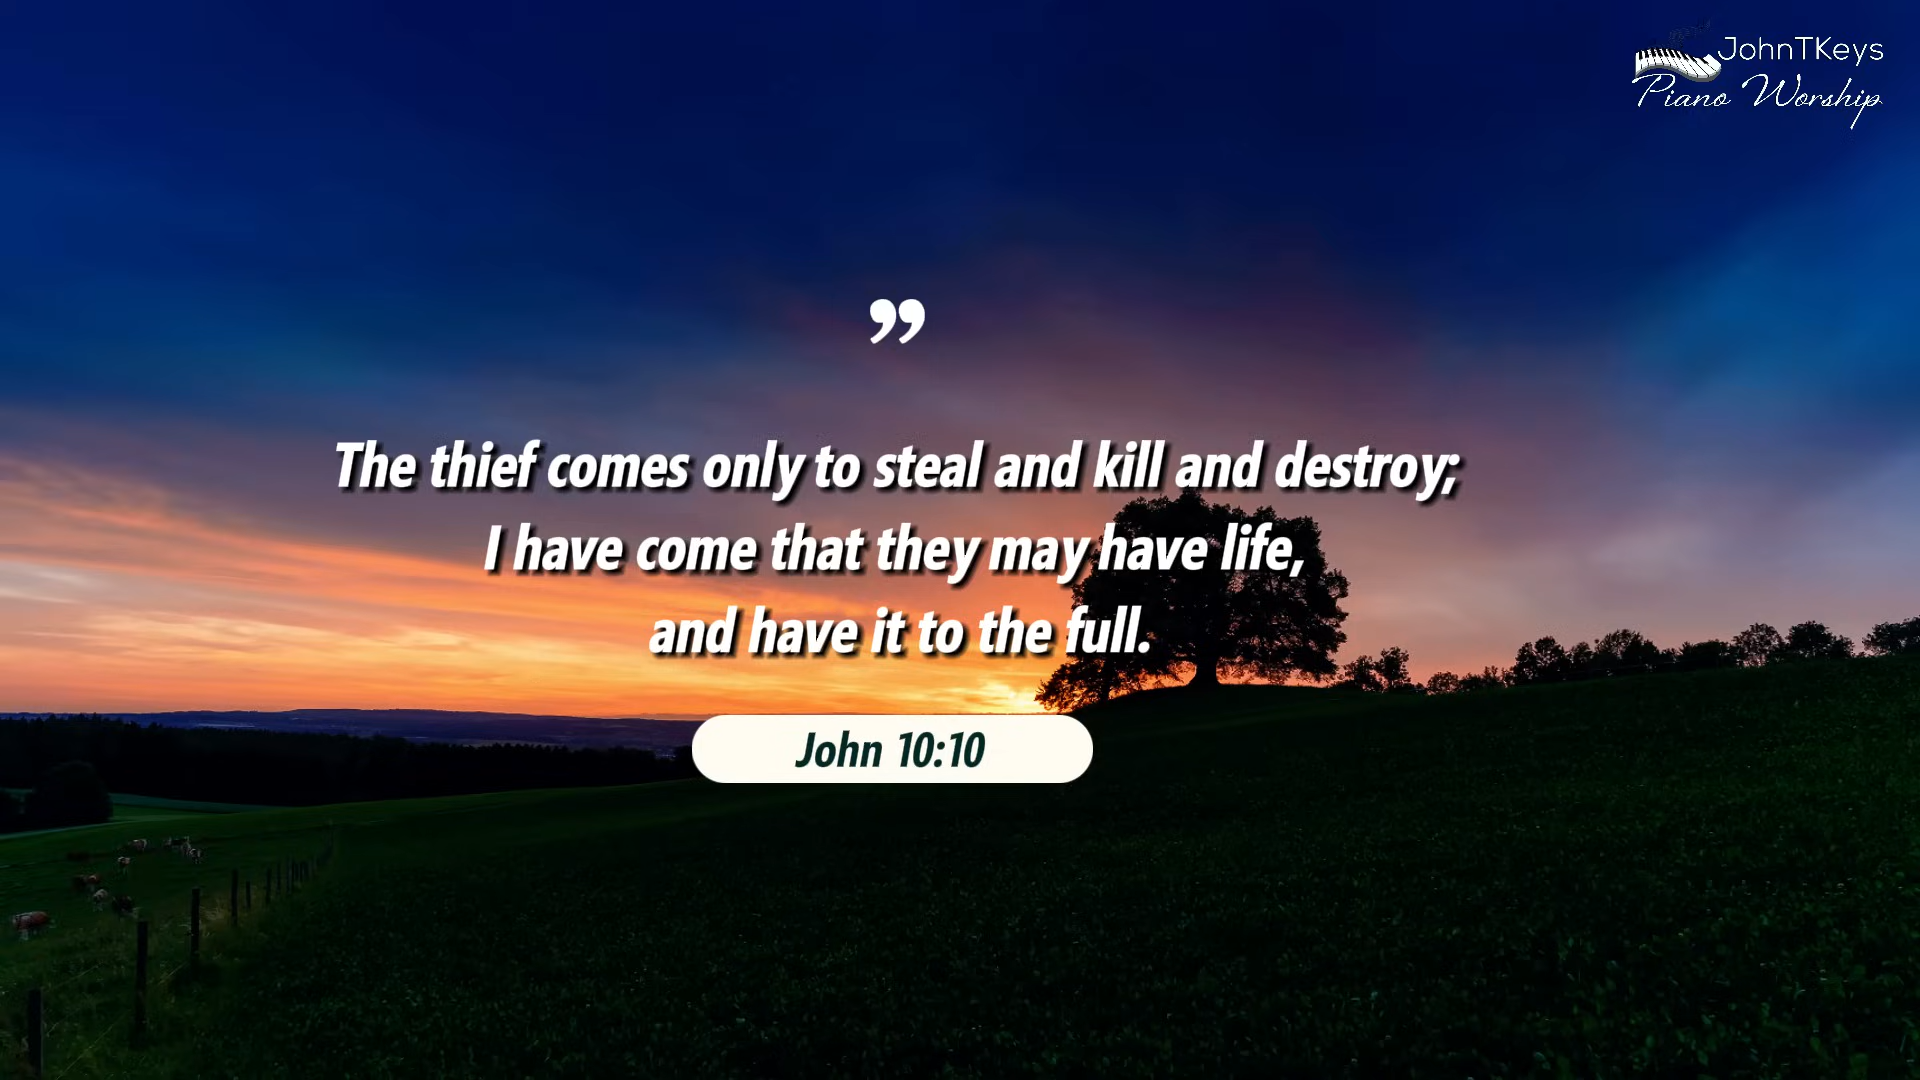 JohnTKeys
Piano Worship
”
The thief comes only to steal and kill and destroy;
I have come that they may have life,
and have it to the full.
John 10:10